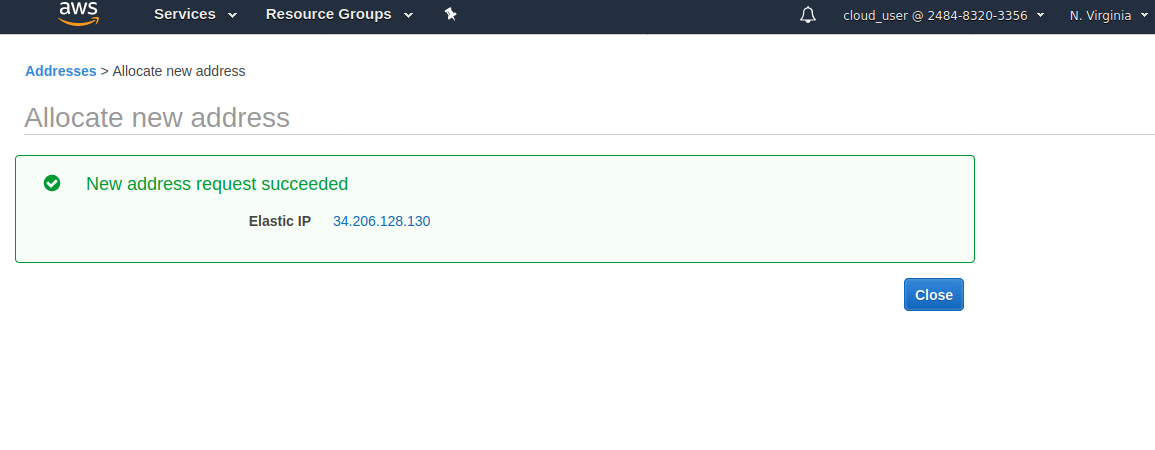 aws Services Resource Groups cloud_user @ 2484-8320-3356 N. Virginia
Addresses > Allocate new address
Allocate new address
New address request succeeded
Elastic IP 34.206.128.130
Close